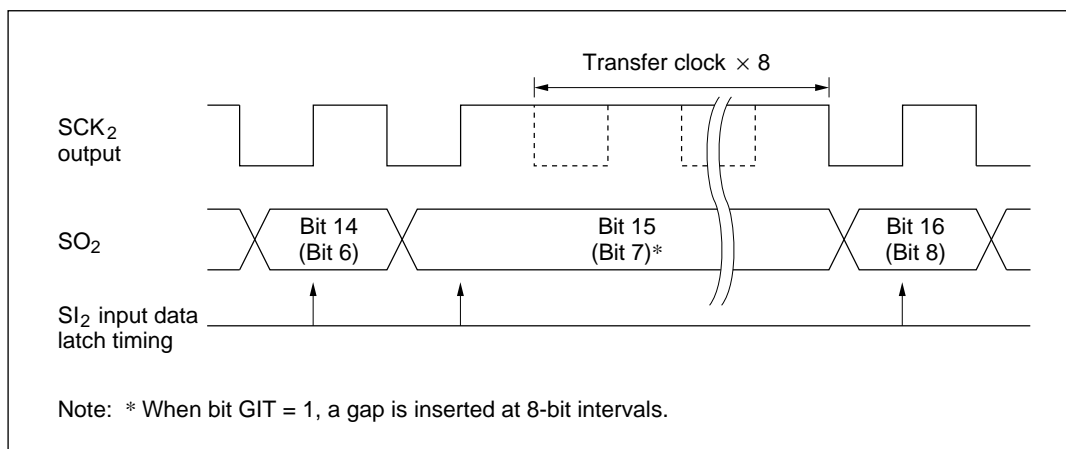 Transfer clock × 8
SCK2
output
SO2
Bit 14
(Bit 6)
Bit 15
(Bit 7)*
Bit 16
(Bit 8)
SI2 input data
latch timing
Note: * When bit GIT = 1, a gap is inserted at 8-bit intervals.